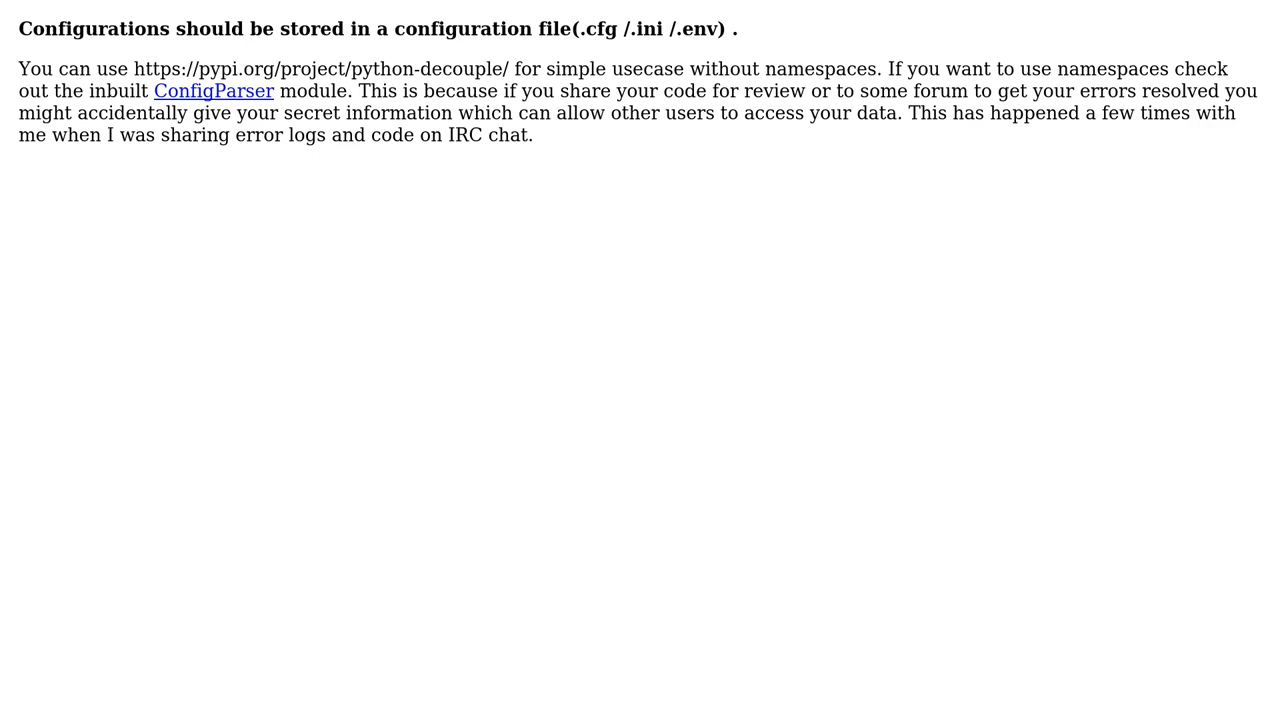 Configurations should be stored in a configuration file(.cfg /.ini /.env) .
You can use https://pypi.org/project/python-decouple/ for simple usecase without namespaces. If you want to use namespaces check
out the inbuilt ConfigParser module. This is because if you share your code for review or to some forum to get your errors resolved you
might accidentally give your secret information which can allow other users to access your data. This has happened a few times with
me when I was sharing error logs and code on IRC chat.